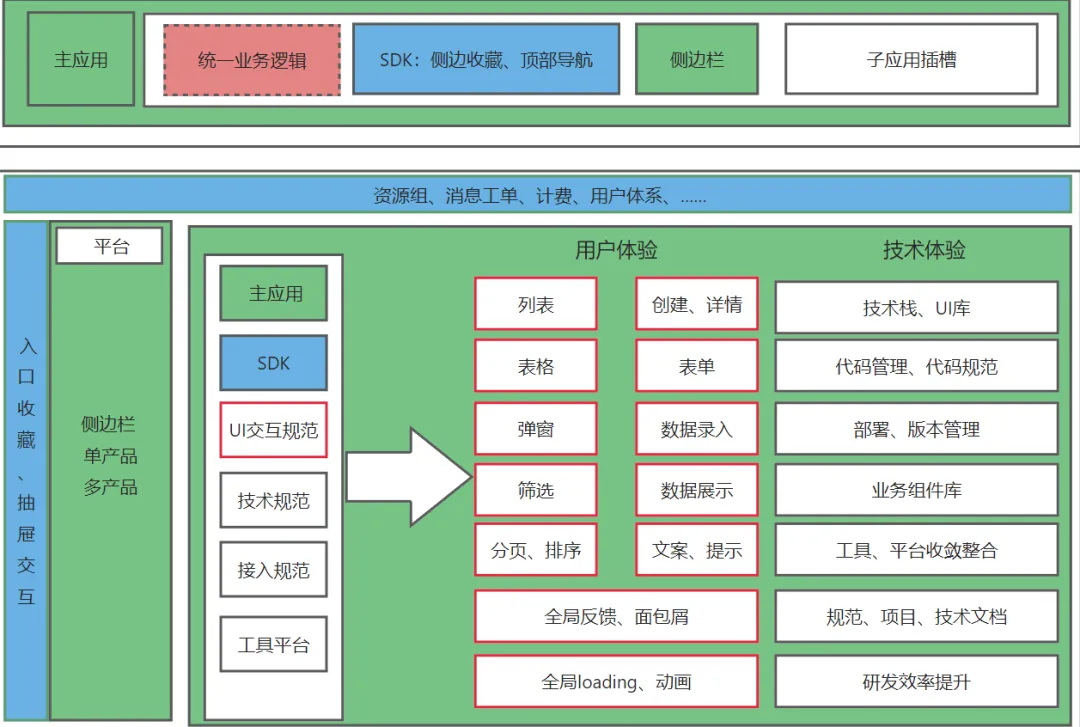 主应用
统一业务逻辑
SDK：侧边收藏、顶部导航
侧边栏
子应用插槽
资源组、消息工单、计费、用户体系、......
入口收藏、抽屉交互
平台
侧边栏
单产品
多产品
主应用
SDK
UI交互规范
技术规范
接入规范
工具平台
用户体验
列表
创建、详情
表格
表单
弹窗
数据录入
筛选
数据展示
分页、排序
文案、提示
全局反馈、面包屑
全局loading、动画
技术体验
技术栈、UI库
代码管理、代码规范
部署、版本管理
业务组件库
工具、平台收敛整合
规范、项目、技术文档
研发效率提升